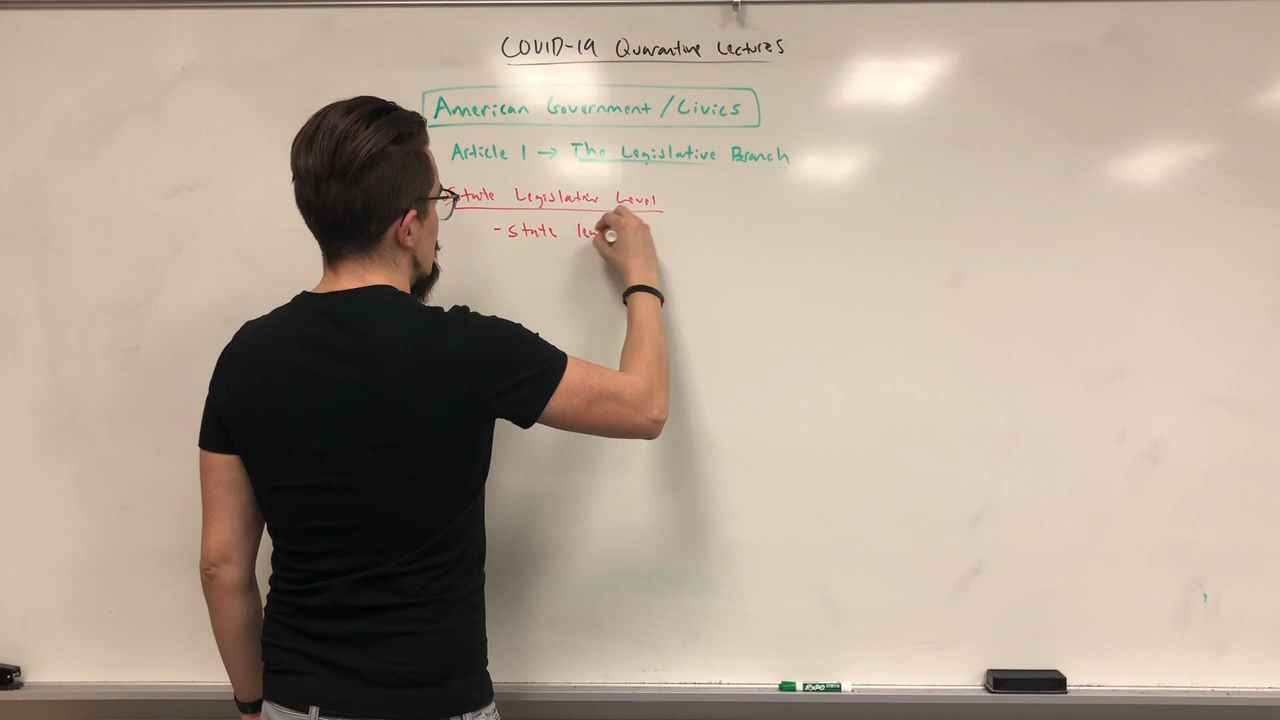 COVID-19 Quarantine Lectures
American Government/Civics
Article 1 → The Legislative Branch
State Legislative Level
- State
EXPO